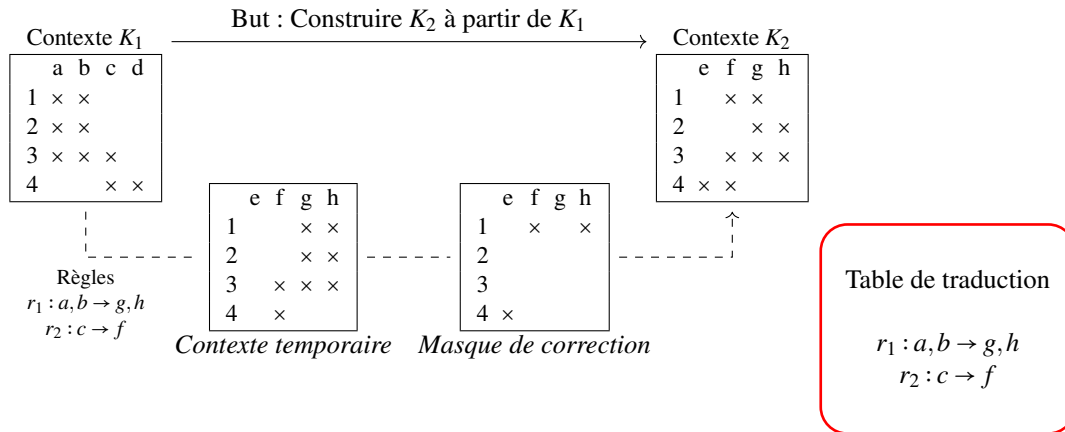 But : Construire K2 à partir de K1
Contexte K1
a b c d
1 × ×
2 × ×
3 × × ×
4 × ×
Contexte K2
e f g h
1 × ×
2 × ×
3 × × ×
4 × ×
Règles
r1 : a, b → g, h
r2 : c → f
e f g h
1 × ×
2 × ×
3 × × ×
4 ×
Contexte temporaire
e f g h
1 × ×
2
3
4 ×
Masque de correction
Table de traduction
r1 : a, b → g, h
r2 : c → f